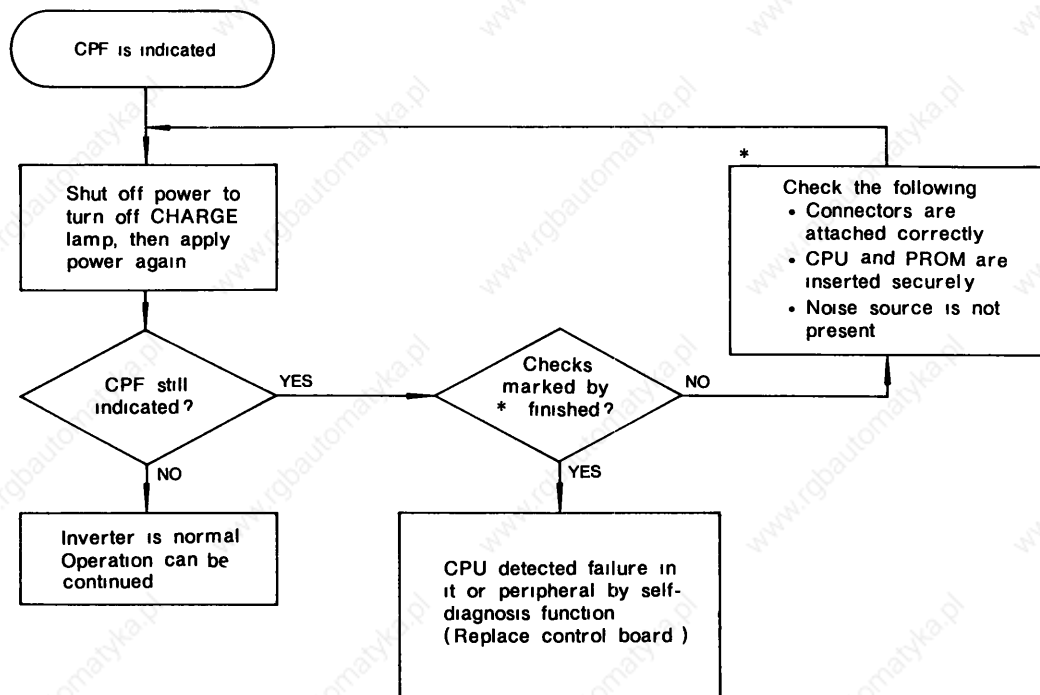 CPF is indicated
Shut off power to
turn off CHARGE
lamp, then apply
power again
CPF still
indicated?
YES
NO
Inverter is normal
Operation can be
continued
Checks
marked by
* finished?
NO
YES
CPU detected failure in
it or peripheral by self-
diagnosis function
(Replace control board)
*
Check the following
• Connectors are
attached correctly
• CPU and PROM are
inserted securely
• Noise source is not
present
www.rgbautomatyka.pl